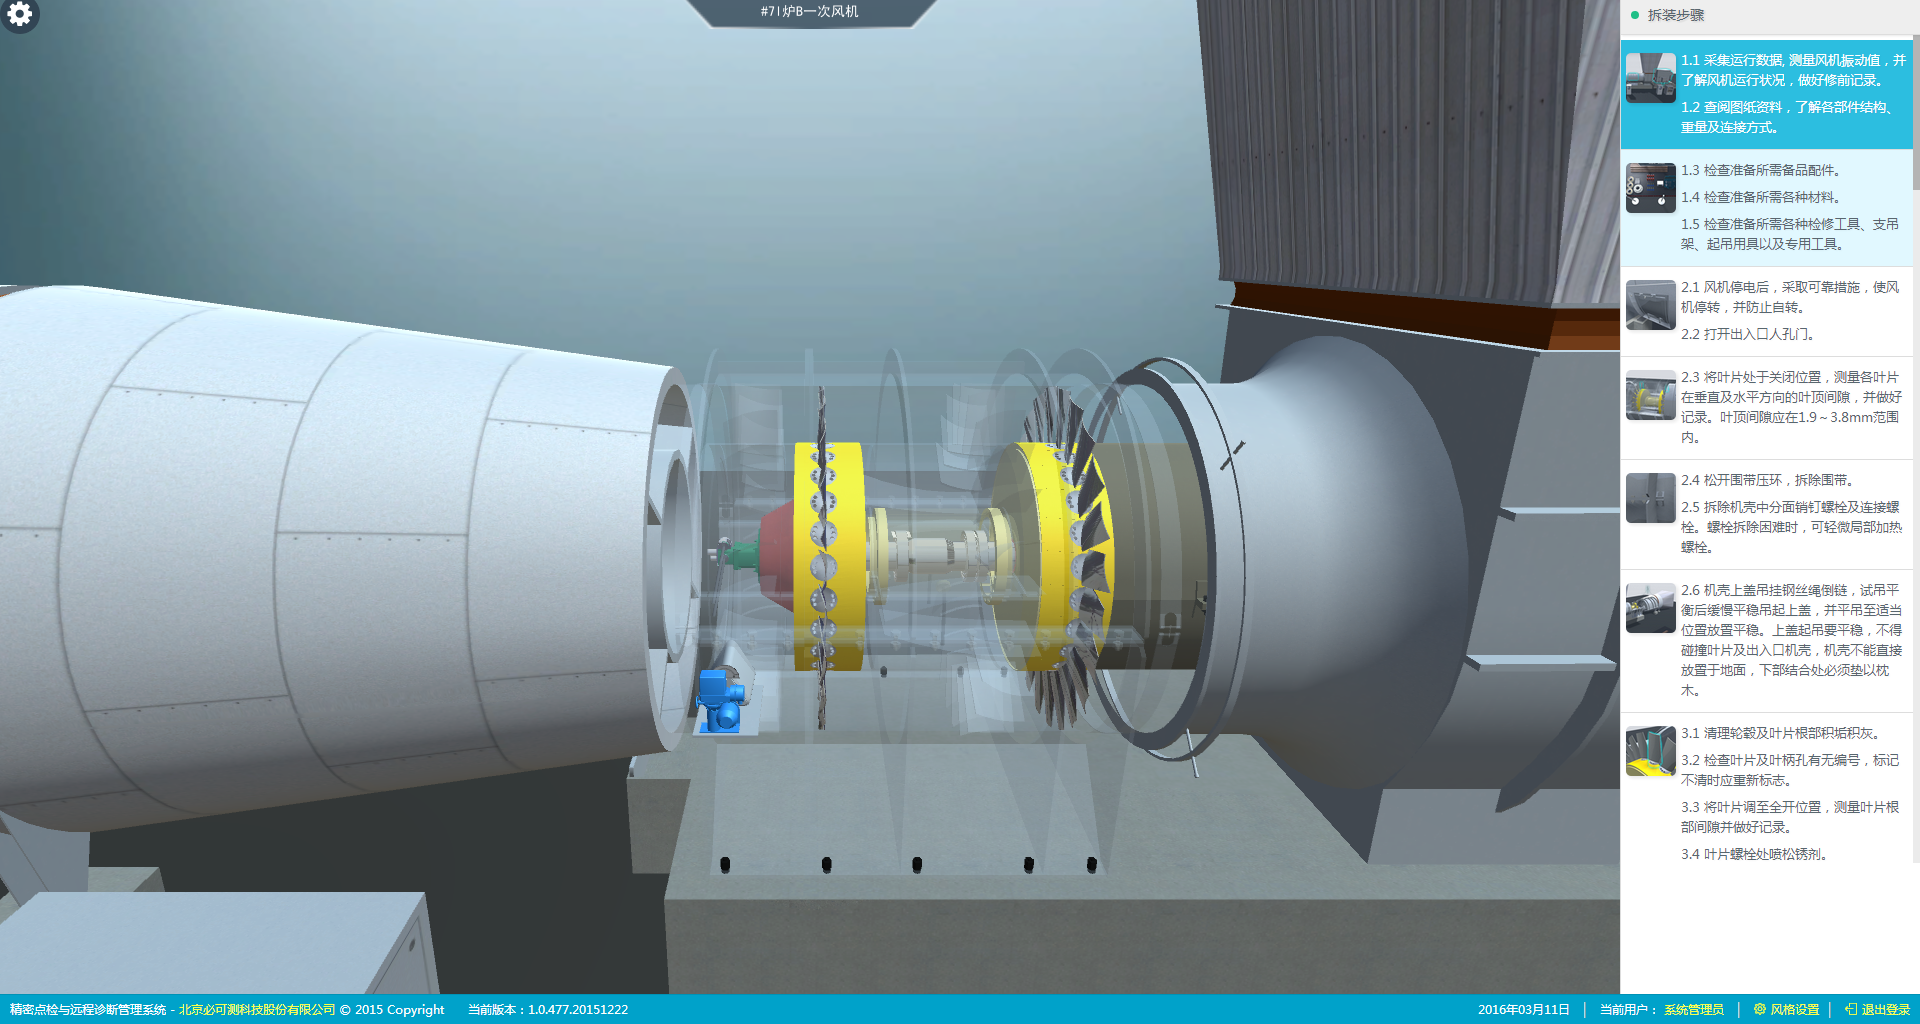 #7I炉B一次风机
拆装步骤
1.1 采集运行数据, 测量风机振动值，并
了解风机运行状况，做好修前记录。
1.2 查阅图纸资料，了解各部件结构、
重量及连接方式。
1.3 检查准备所需备品配件。
1.4 检查准备所需各种材料。
1.5 检查准备所需各种检修工具、支吊
架、起吊用具以及专用工具。
2.1 风机停电后，采取可靠措施，使风
机停转，并防止自转。
2.2 打开出入口人孔门。
2.3 将叶片处于关闭位置，测量各叶片
在垂直及水平方向的叶顶间隙，并做好
记录。叶顶间隙应在1.9～3.8mm范围
内。
2.4 松开围带压环，拆除围带。
2.5 拆除机壳中分面销钉螺栓及连接螺
栓。螺栓拆除困难时，可轻微局部加热
螺栓。
2.6 机壳上盖吊挂钢丝绳倒链，试吊平
衡后缓慢平稳吊起上盖，并平吊至适当
位置放置平稳。上盖起吊要平稳，不得
碰撞叶片及出入口机壳，机壳不能直接
放置于地面，下部结合处必须垫以枕
木。
3.1 清理轮毂及叶片根部积垢积灰。
3.2 检查叶片及叶柄孔有无编号，标记
不清时应重新标志。
3.3 将叶片调至全开位置，测量叶片根
部间隙并做好记录。
3.4 叶片螺栓处喷松锈剂。
精密点检与远程诊断管理系统 - 北京必可测科技股份有限公司 © 2015 Copyright 当前版本：1.0.477.20151222
2016年03月11日 | 当前用户： 系统管理员 | 风格设置 | 退出登录